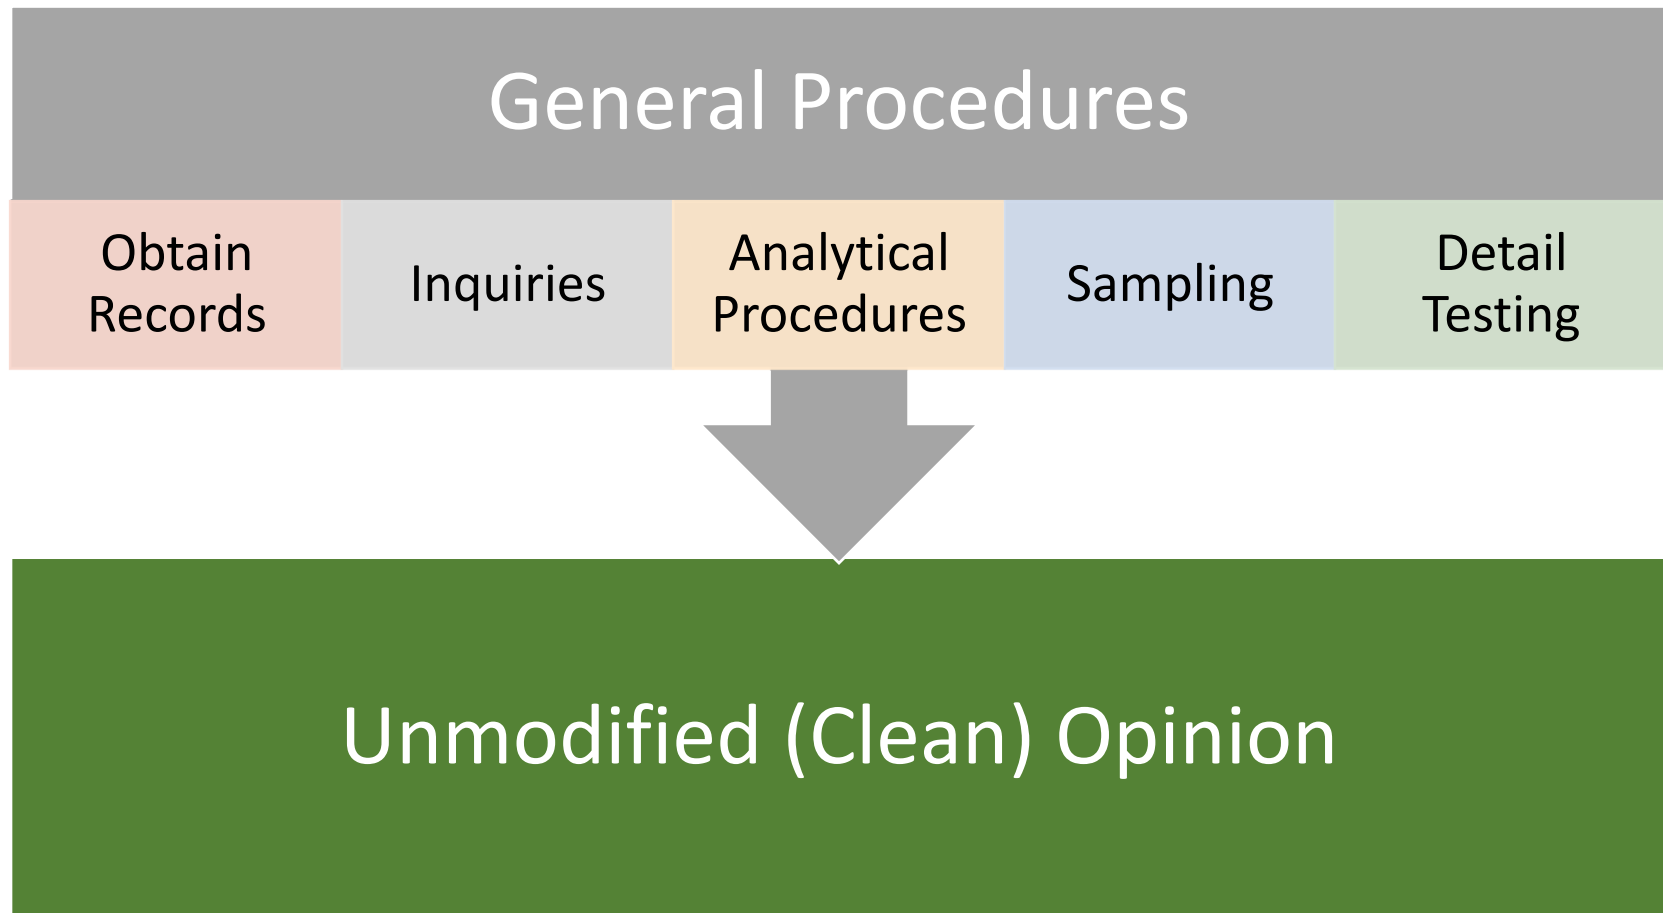 General Procedures
Obtain
Records
Inquiries
Analytical
Procedures
Sampling
Detail
Testing
Unmodified (Clean) Opinion